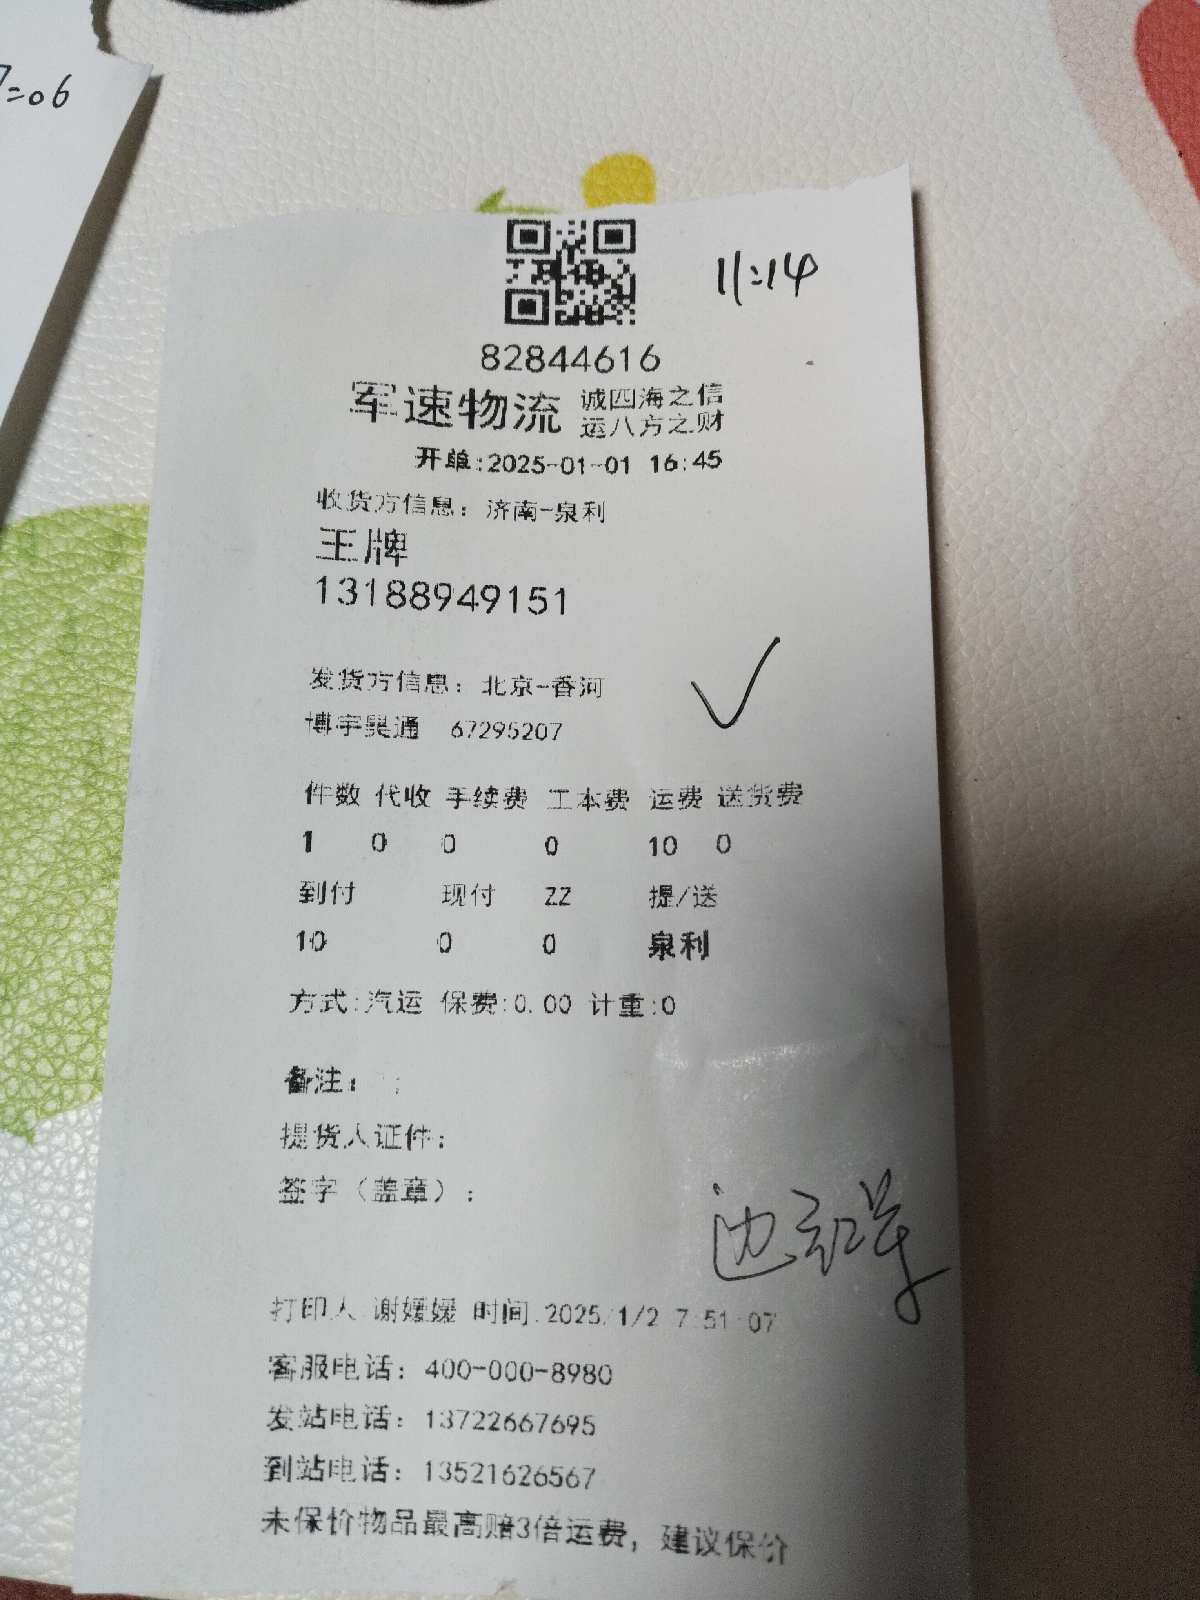 7=06
11:14
82844616
军速物流 诚四海之信
运八方之财
开单:2025-01-01 16:45
收货方信息: 济南-泉利
王牌
13188949151
发货方信息: 北京-香河
博宇昊通 67295207
件数 代收 手续费 工本费 运费 送货费
1 0 0 0 10 0
到付 现付 ZZ 提/送
10 0 0 泉利
方式:汽运 保费:0.00 计重:0
备注:
提货人证件:
签字（盖章）:
打印人 谢媛媛 时间:2025/1/2 7:51:07
客服电话: 400-000-8980
发站电话: 13722667695
到站电话: 13521626567
未保价物品最高赔3倍运费, 建议保价